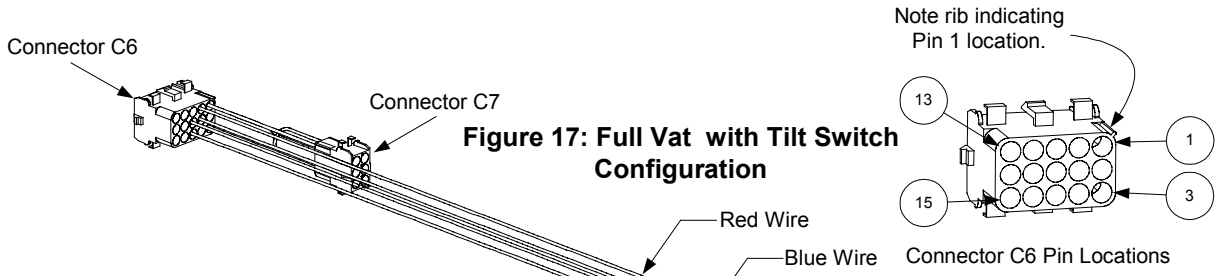 Note rib indicating
Pin 1 location.
Connector C6
Connector C7
13
Figure 17: Full Vat with Tilt Switch
Configuration
1
15
3
Red Wire
Blue Wire
Connector C6 Pin Locations